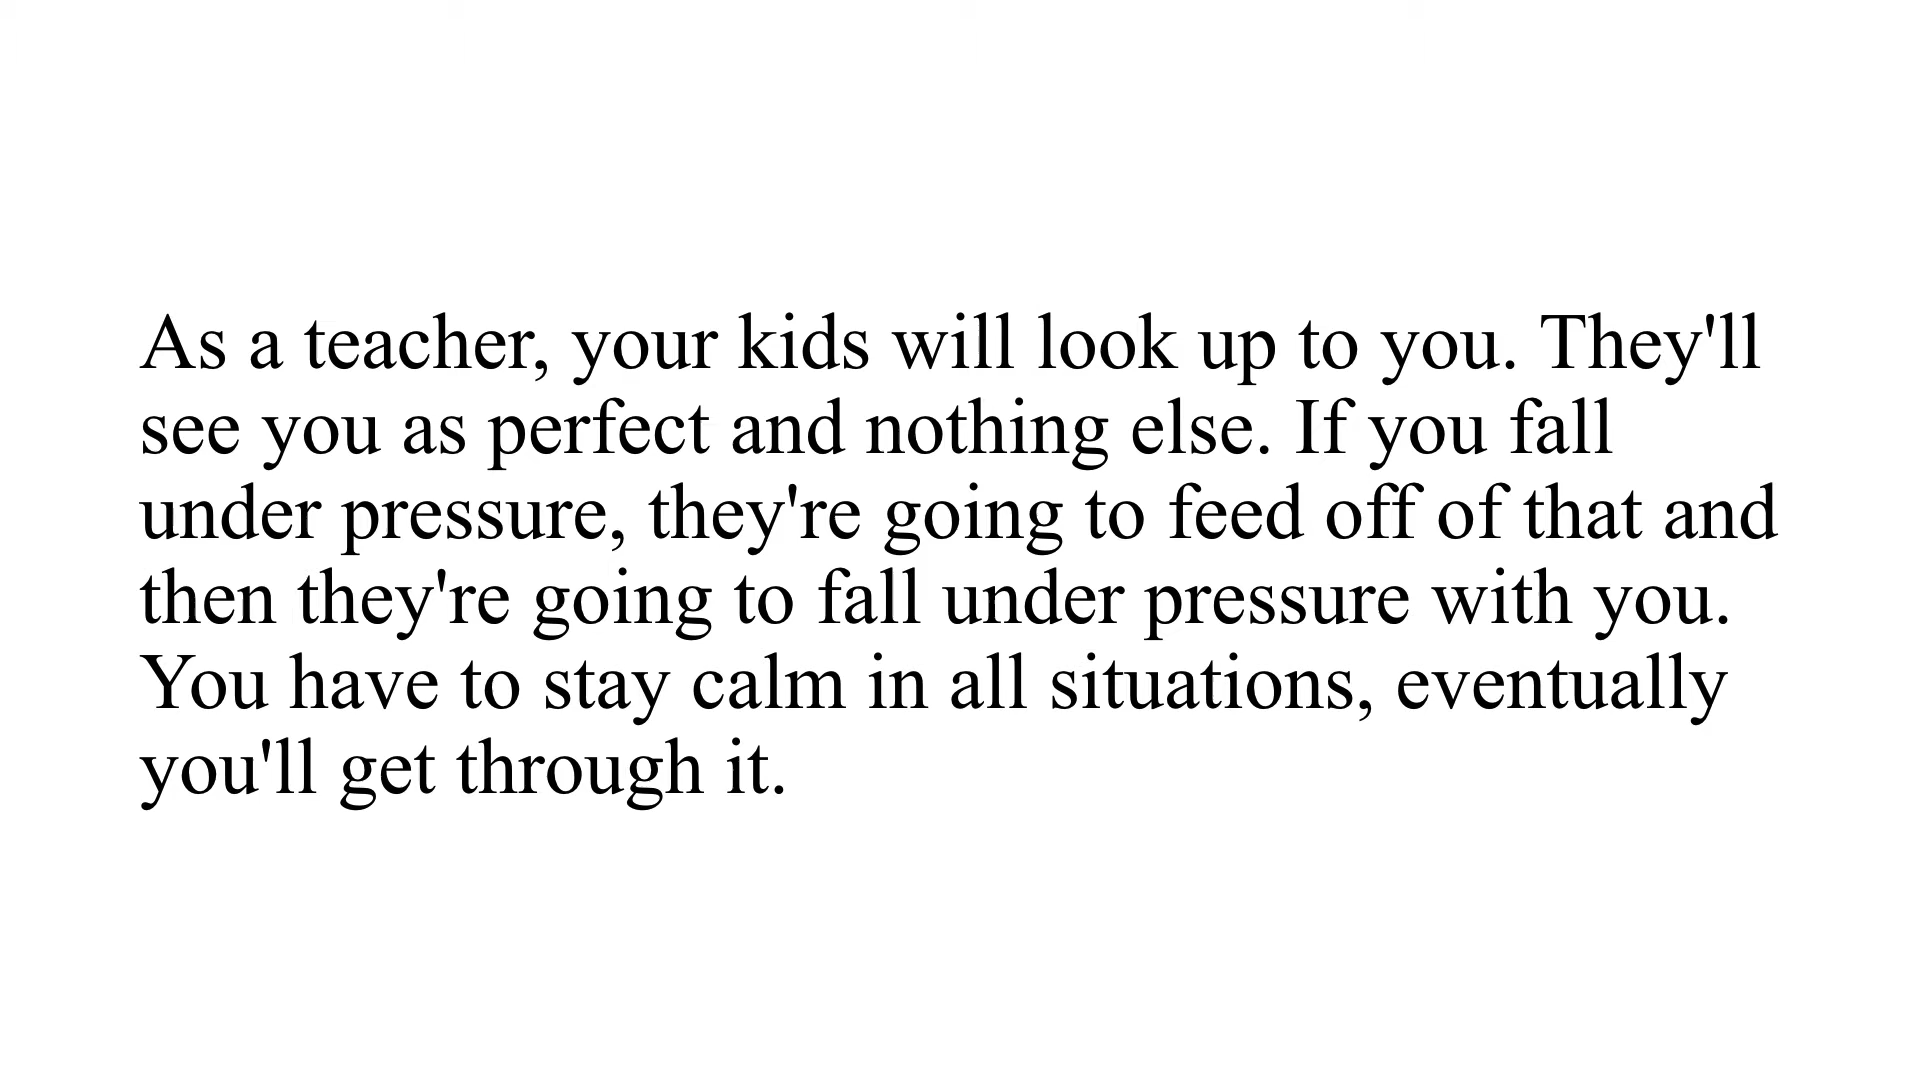 As a teacher, your kids will look up to you. They'll
see you as perfect and nothing else. If you fall
under pressure, they're going to feed off of that and
then they're going to fall under pressure with you.
You have to stay calm in all situations, eventually
you'll get through it.